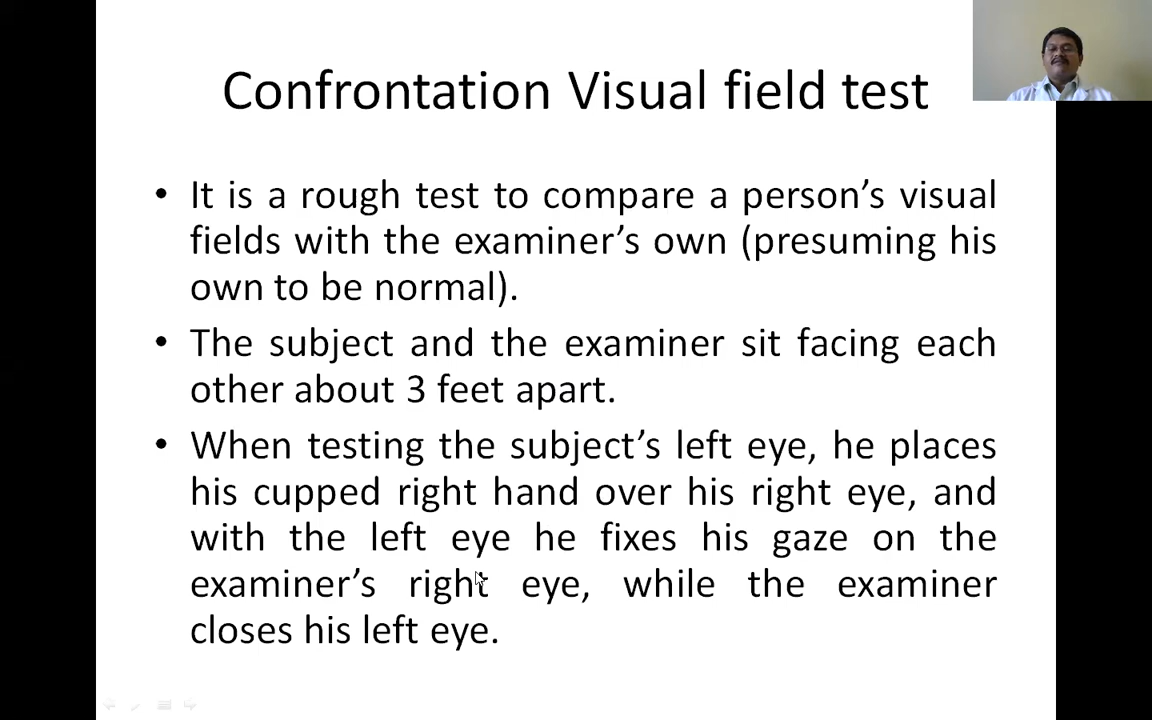 Confrontation Visual field test
• It is a rough test to compare a person’s visual
fields with the examiner’s own (presuming his
own to be normal).
• The subject and the examiner sit facing each
other about 3 feet apart.
• When testing the subject’s left eye, he places
his cupped right hand over his right eye, and
with the left eye he fixes his gaze on the
examiner’s right eye, while the examiner
closes his left eye.